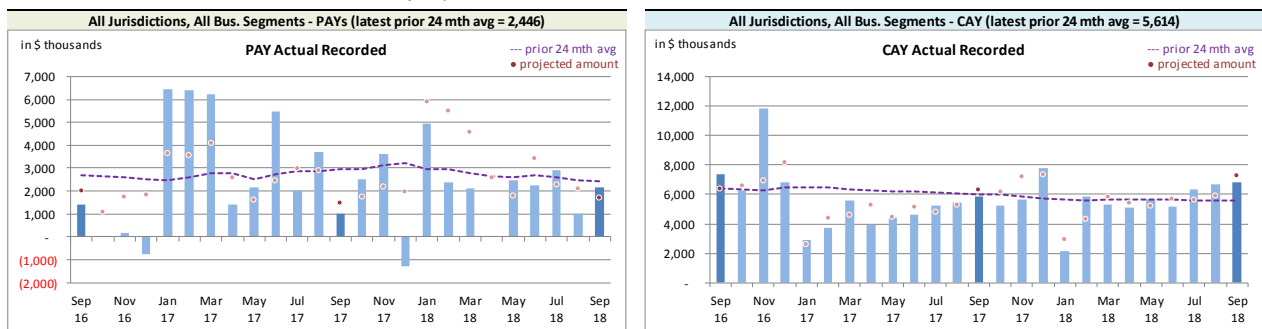 All Jurisdictions, All Bus. Segments - PAYs (latest prior 24 mth avg = 2,446)
in $ thousands
PAY Actual Recorded
--- prior 24 mth avg
• projected amount
7,000
6,000
5,000
4,000
3,000
2,000
1,000
-
(1,000)
(2,000)
Sep Nov Jan Mar May Jul Sep Nov Jan Mar May Jul Sep
16 16 17 17 17 17 17 17 18 18 18 18 18
All Jurisdictions, All Bus. Segments - CAY (latest prior 24 mth avg = 5,614)
in $ thousands
CAY Actual Recorded
--- prior 24 mth avg
• projected amount
14,000
12,000
10,000
8,000
6,000
4,000
2,000
-
Sep Nov Jan Mar May Jul Sep Nov Jan Mar May Jul Sep
16 16 17 17 17 17 17 17 18 18 18 18 18